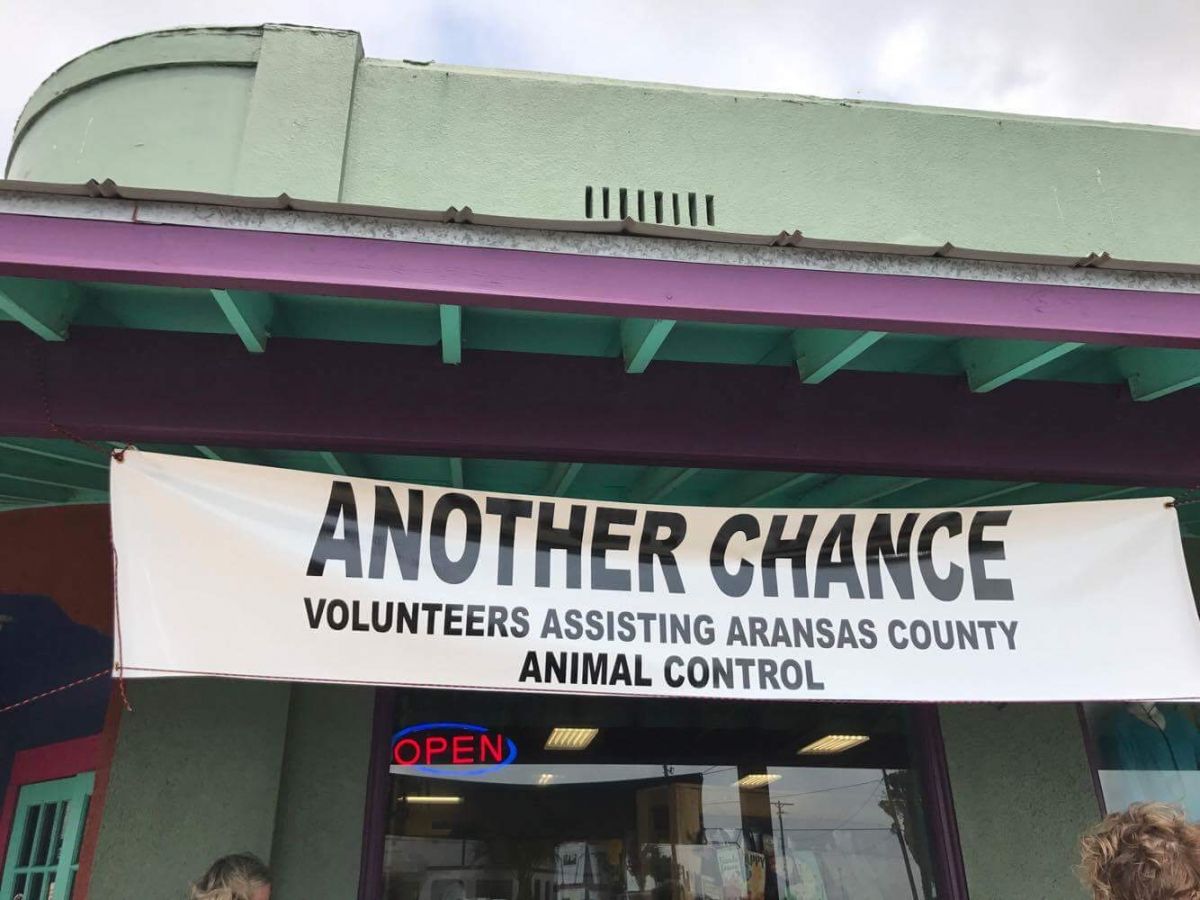 ANOTHER CHANCE
VOLUNTEERS ASSISTING ARANSAS COUNTY
ANIMAL CONTROL
OPEN